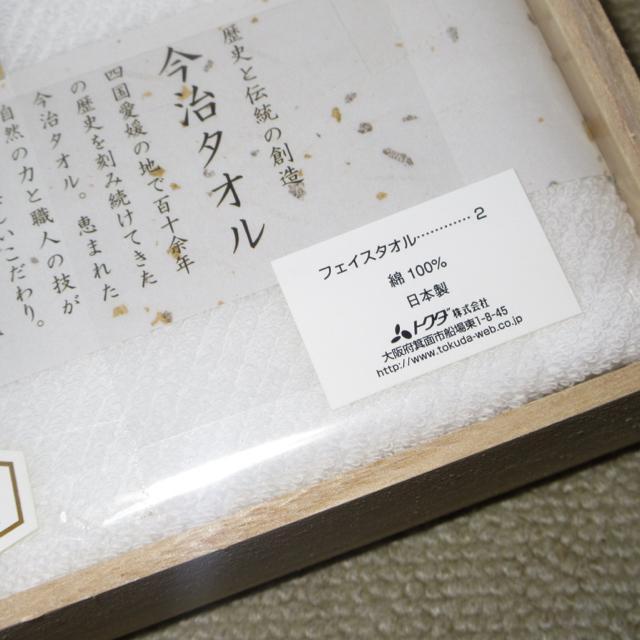 歴史と伝統の創造
今治タオル
四国愛媛の地で百十余年
の歴史を刻み続けてきた
今治タオル。恵まれた
自然の力と職人の技が
こだわり。
フェイスタオル…………2
綿 100%
日本製
トクダ株式会社
大阪府箕面市船場東1-8-45
http://www.tokuda-web.co.jp